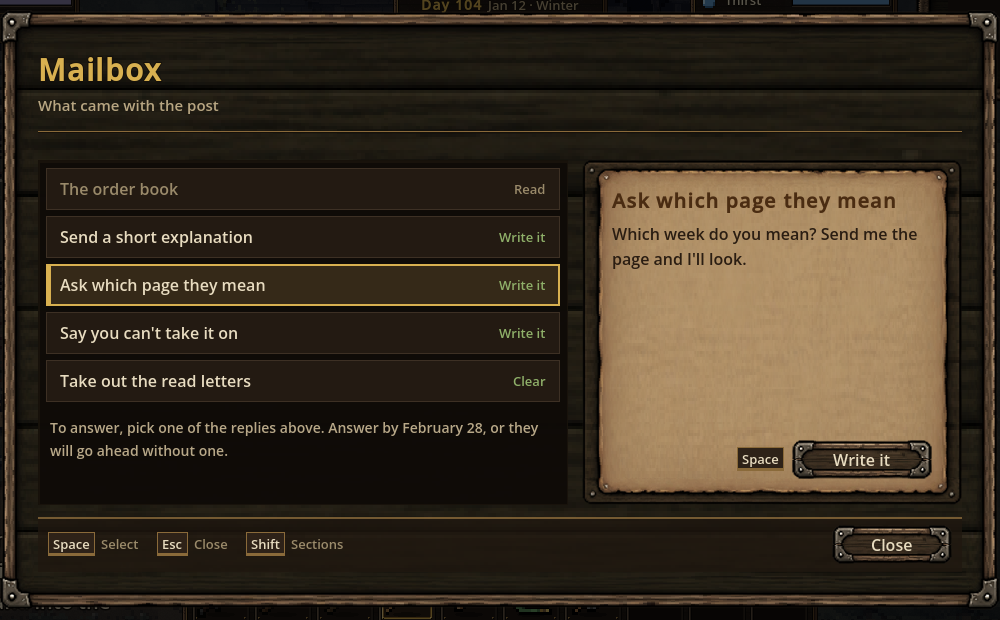 Day 104 Jan 12 · Winter
Thirst
Mailbox
What came with the post
The order book Read
Send a short explanation Write it
Ask which page they mean Write it
Say you can't take it on Write it
Take out the read letters Clear
To answer, pick one of the replies above. Answer by February 28, or they
will go ahead without one.
Ask which page they mean
Which week do you mean? Send me the
page and I'll look.
Space Write it
Space Select Esc Close Shift Sections
Close
into the